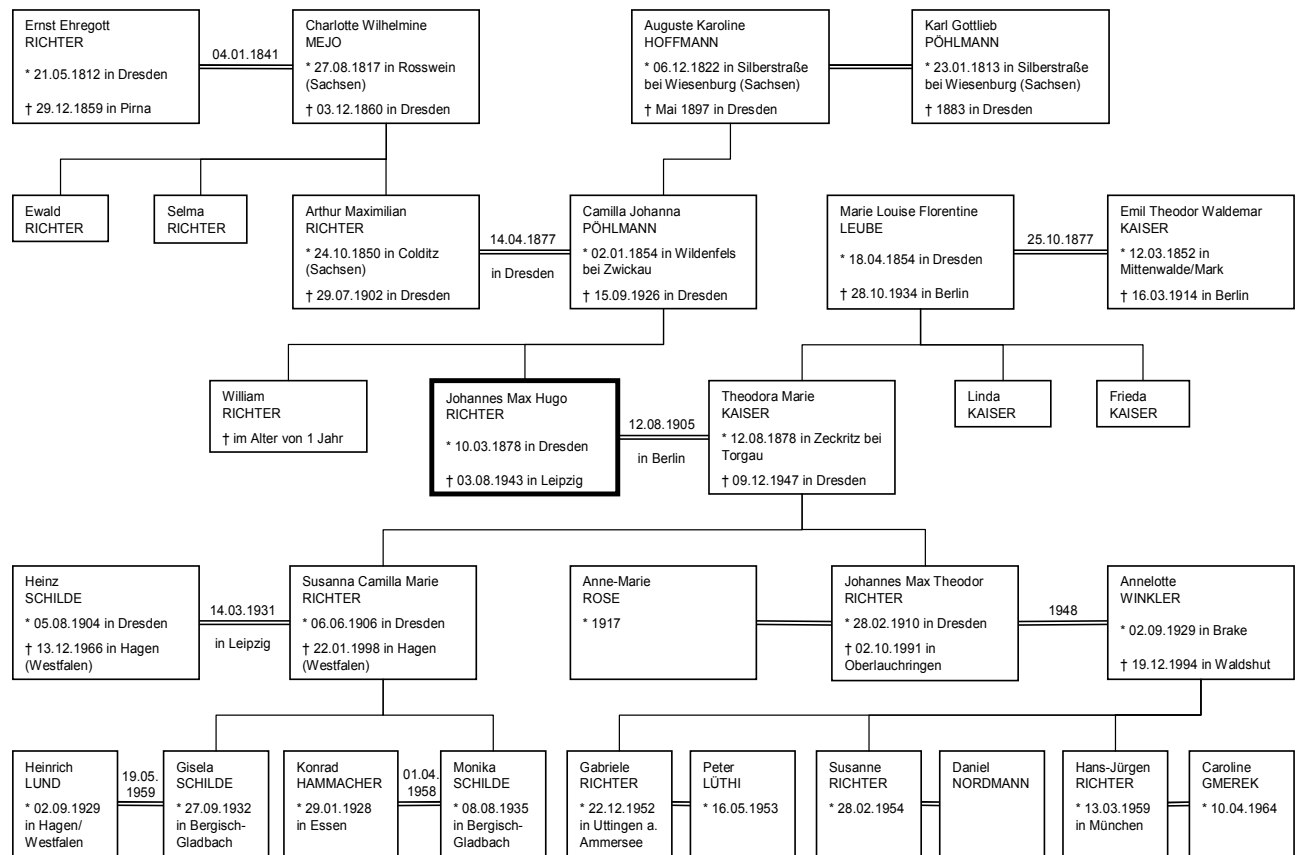 Ernst Ehregott
RICHTER
* 21.05.1812 in Dresden
† 29.12.1859 in Pirna
04.01.1841
Charlotte Wilhelmine
MEJO
* 27.08.1817 in Rosswein
(Sachsen)
† 03.12.1860 in Dresden
Auguste Karoline
HOFFMANN
* 06.12.1822 in Silberstraße
bei Wiesenburg (Sachsen)
† Mai 1897 in Dresden
Karl Gottlieb
PÖHLMANN
* 23.01.1813 in Silberstraße
bei Wiesenburg (Sachsen)
† 1883 in Dresden
Ewald
RICHTER
Selma
RICHTER
Arthur Maximilian
RICHTER
* 24.10.1850 in Colditz
(Sachsen)
† 29.07.1902 in Dresden
14.04.1877
in Dresden
Camilla Johanna
PÖHLMANN
* 02.01.1854 in Wildenfels
bei Zwickau
† 15.09.1926 in Dresden
Marie Louise Florentine
LEUBE
* 18.04.1854 in Dresden
† 28.10.1934 in Berlin
25.10.1877
Emil Theodor Waldemar
KAISER
* 12.03.1852 in
Mittenwalde/Mark
† 16.03.1914 in Berlin
William
RICHTER
† im Alter von 1 Jahr
Johannes Max Hugo
RICHTER
* 10.03.1878 in Dresden
† 03.08.1943 in Leipzig
12.08.1905
in Berlin
Theodora Marie
KAISER
* 12.08.1878 in Zeckritz bei
Torgau
† 09.12.1947 in Dresden
Linda
KAISER
Frieda
KAISER
Heinz
SCHILDE
* 05.08.1904 in Dresden
† 13.12.1966 in Hagen
(Westfalen)
14.03.1931
in Leipzig
Susanna Camilla Marie
RICHTER
* 06.06.1906 in Dresden
† 22.01.1998 in Hagen
(Westfalen)
Anne-Marie
ROSE
* 1917
Johannes Max Theodor
RICHTER
* 28.02.1910 in Dresden
† 02.10.1991 in
Oberlauchringen
1948
Annelotte
WINKLER
* 02.09.1929 in Brake
† 19.12.1994 in Waldshut
Heinrich
LUND
* 02.09.1929
in Hagen/
Westfalen
19.05.
1959
Gisela
SCHILDE
* 27.09.1932
in Bergisch-
Gladbach
Konrad
HAMMACHER
* 29.01.1928
in Essen
01.04.
1958
Monika
SCHILDE
* 08.08.1935
in Bergisch-
Gladbach
Gabriele
RICHTER
* 22.12.1952
in Uttingen a.
Ammersee
Peter
LÜTHI
* 16.05.1953
Susanne
RICHTER
* 28.02.1954
Daniel
NORDMANN
Hans-Jürgen
RICHTER
* 13.03.1959
in München
Caroline
GMEREK
* 10.04.1964